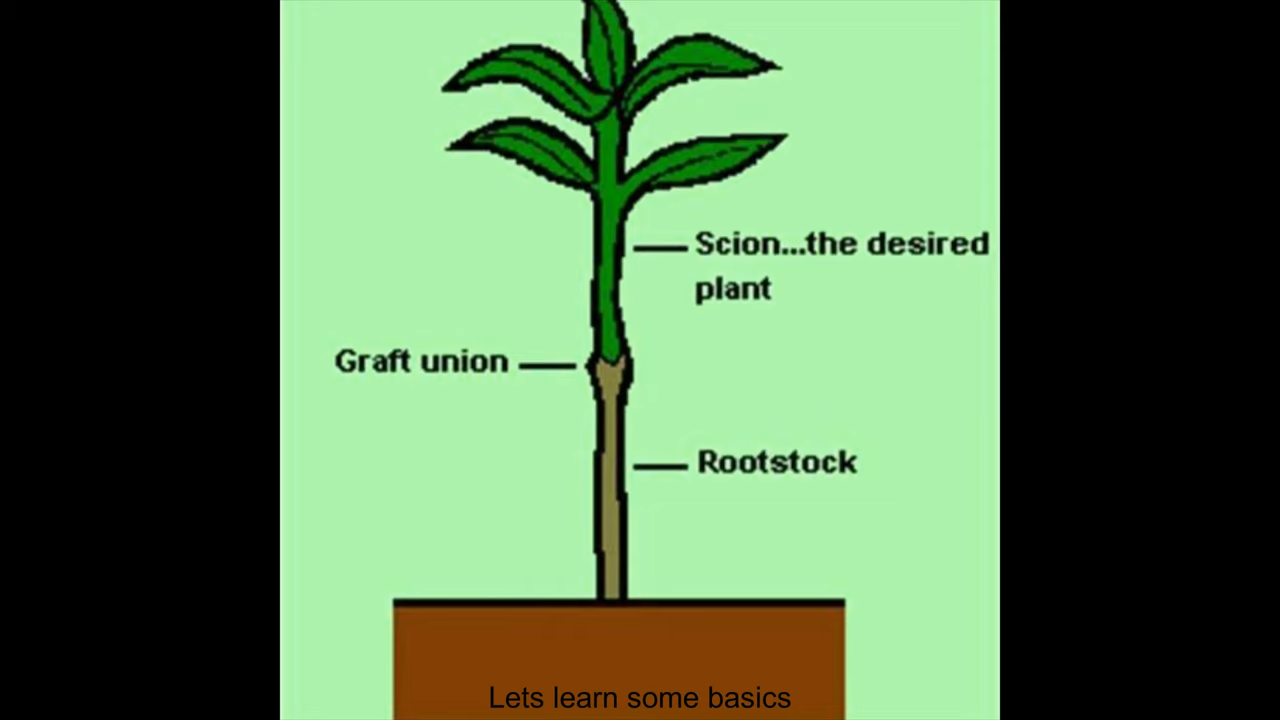 Scion...the desired
plant
Graft union
Rootstock
Lets learn some basics